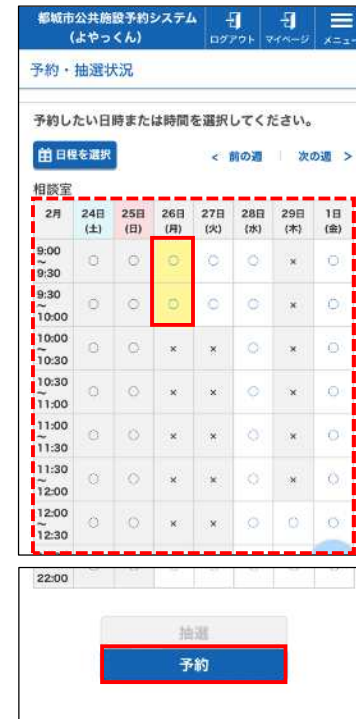 都城市公共施設予約システム
(よやっくん)
ログアウト マイページ メニュー
予約・抽選状況
予約したい日時または時間を選択してください。
日程を選択 < 前の週 次の週 >
相談室
2月 24日(土) 25日(日) 26日(月) 27日(火) 28日(水) 29日(木) 1日(金)
9:00~9:30 ○ ○ ○ ○ ○ × ○
9:30~10:00 ○ ○ ○ ○ ○ × ○
10:00~10:30 ○ ○ × × ○ × ○
10:30~11:00 ○ ○ × × ○ × ○
11:00~11:30 ○ ○ × × ○ × ○
11:30~12:00 ○ ○ × × ○ × ○
12:00~12:30 ○ ○ × × ○ ○ ○
22:00
抽選
予約